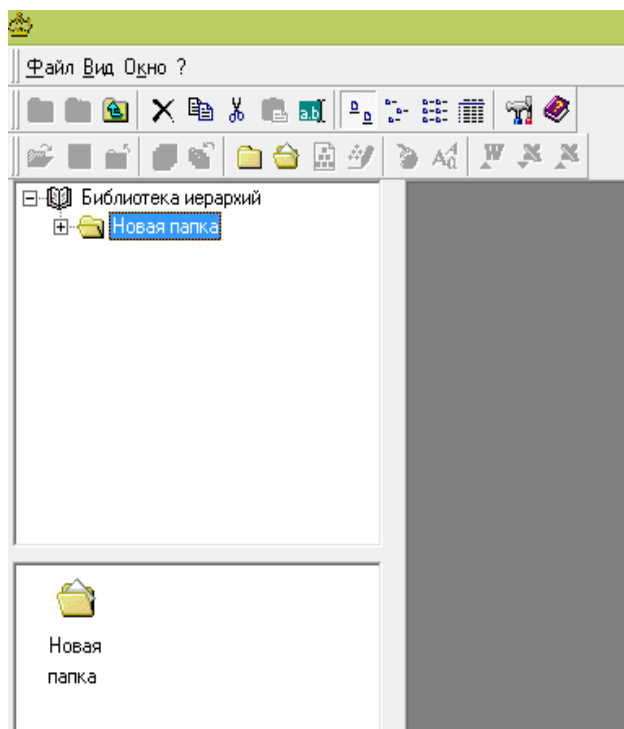 Файл Вид Окно ?
a.b
W
Библиотека иерархий
Новая папка
Новая
папка